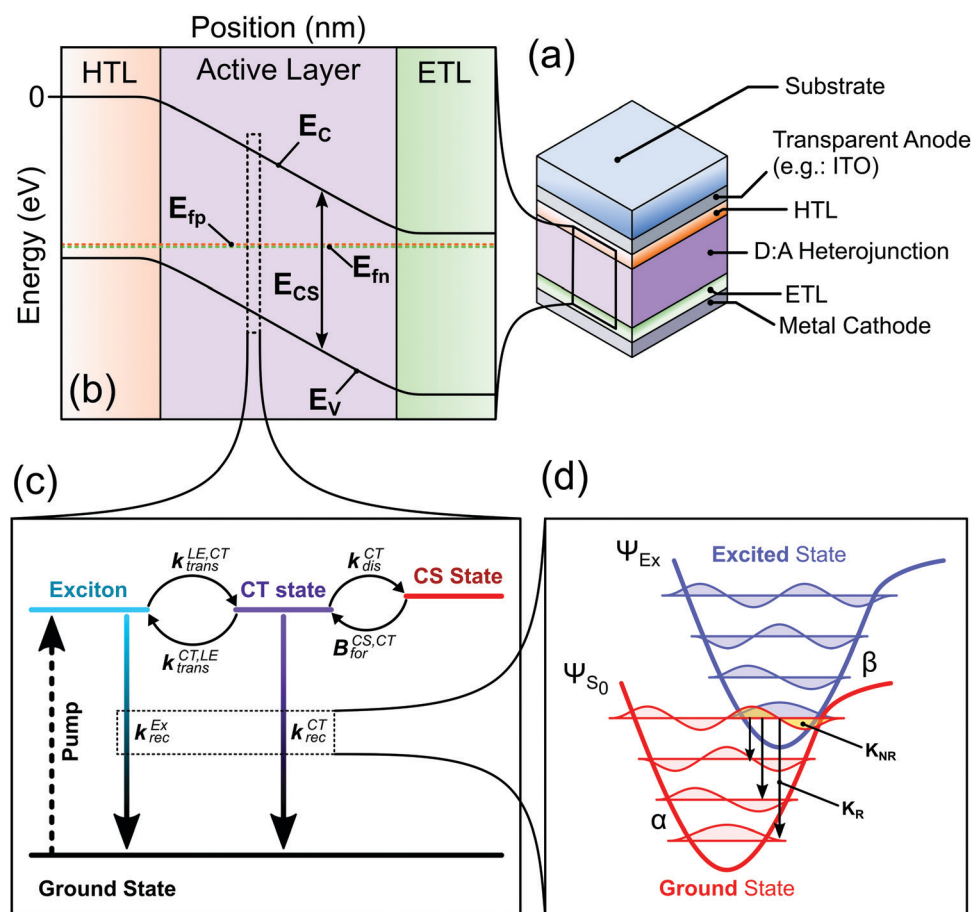 Position (nm)
HTL
Active Layer
ETL
0
E_C
E_fp
E_fn
E_CS
E_V
Energy (eV)
(b)
(a)
Substrate
Transparent Anode
(e.g.: ITO)
HTL
D:A Heterojunction
ETL
Metal Cathode
(c)
k_trans^LE,CT
k_dis^CT
Exciton
CT state
CS State
k_trans^CT,LE
B_for^CS,CT
Pump
k_rec^Ex
k_rec^CT
Ground State
(d)
Ψ_Ex
Excited State
β
Ψ_S₀
K_NR
K_R
α
Ground State